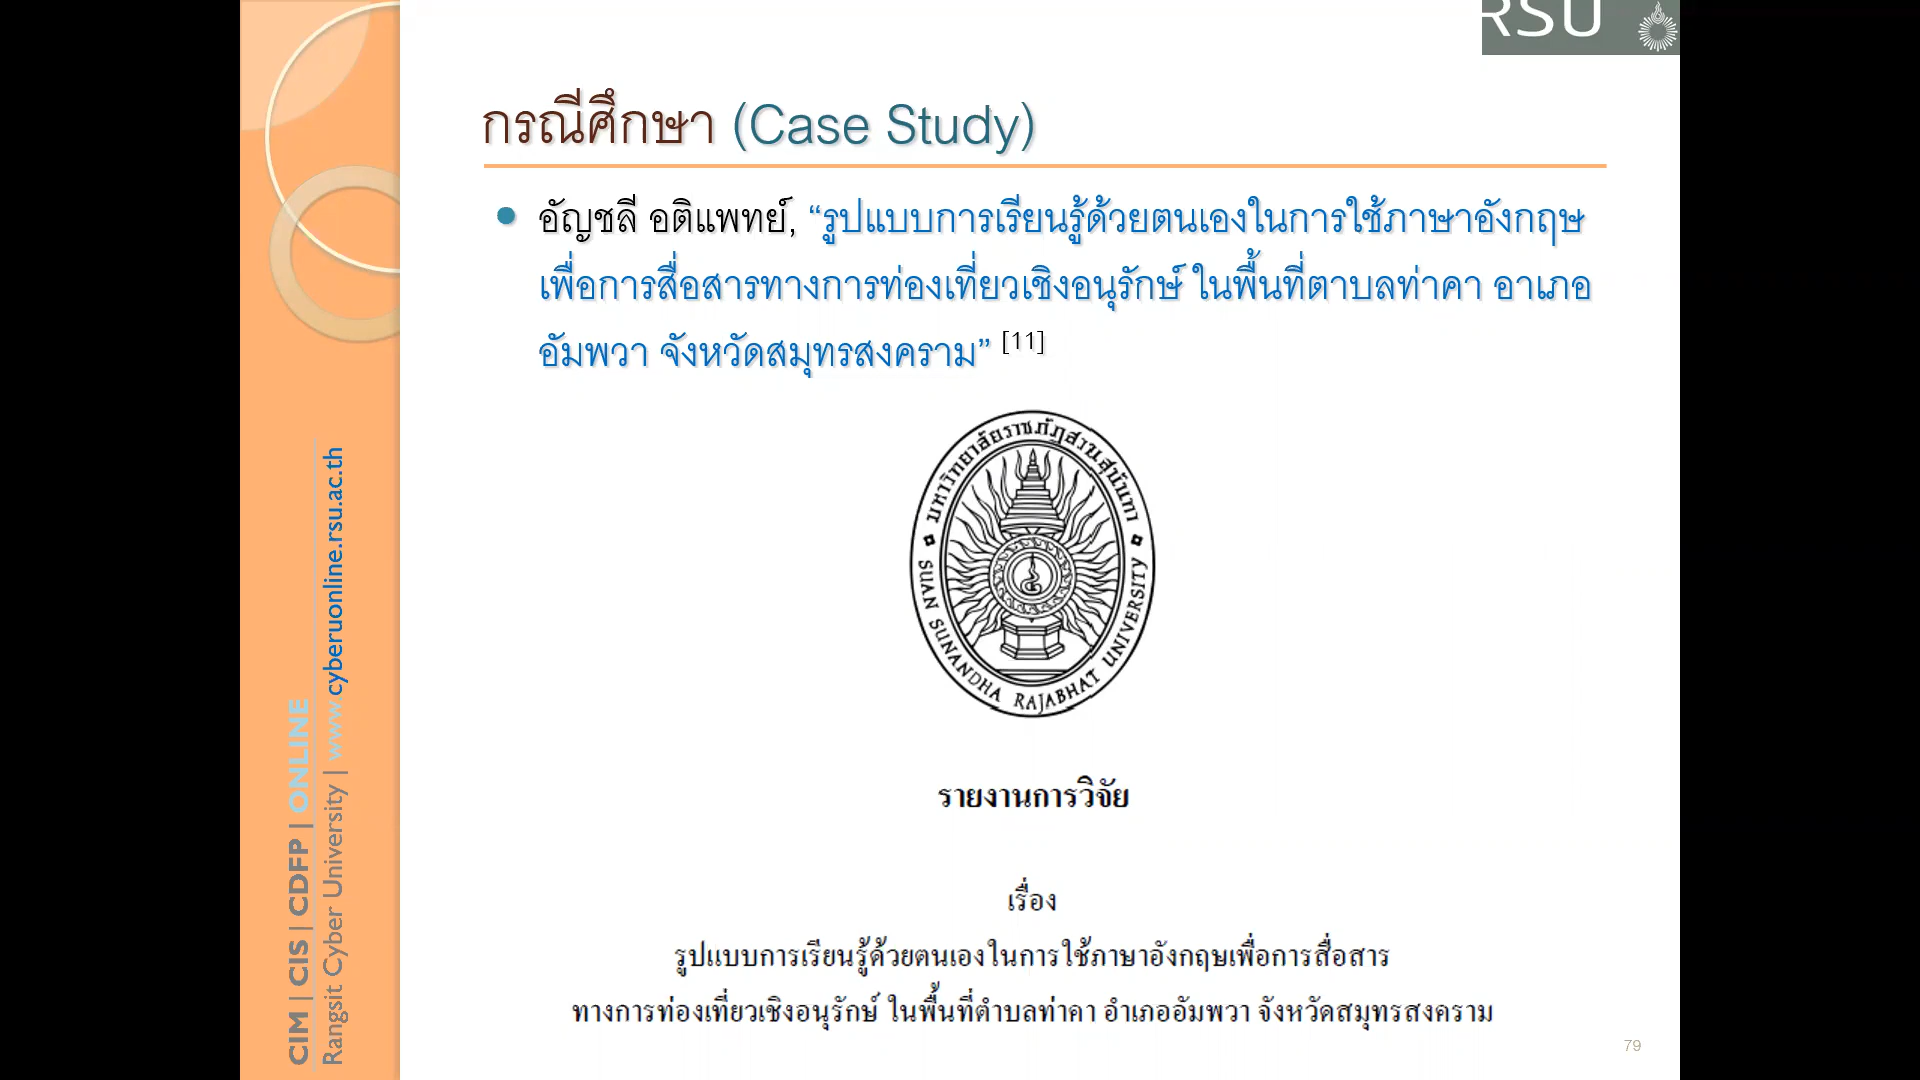 RSU
กรณีศึกษา (Case Study)
อัญชลี อติแพทย์, “รูปแบบการเรียนรู้ด้วยตนเองในการใช้ภาษาอังกฤษ
เพื่อการสื่อสารทางการท่องเที่ยวเชิงอนุรักษ์ ในพื้นที่ตาบลท่าคา อาเภอ
อัมพวา จังหวัดสมุทรสงคราม” [11]
มหาวิทยาลัยราชภัฏสวนสุนันทา
SUAN SUNANDHA RAJABHAT UNIVERSITY
รายงานการวิจัย
เรื่อง
รูปแบบการเรียนรู้ด้วยตนเองในการใช้ภาษาอังกฤษเพื่อการสื่อสาร
ทางการท่องเที่ยวเชิงอนุรักษ์ ในพื้นที่ตำบลท่าคา อำเภออัมพวา จังหวัดสมุทรสงคราม
79
CIM | CIS | CDFP | ONLINE
Rangsit Cyber University | www.cyberuonline.rsu.ac.th